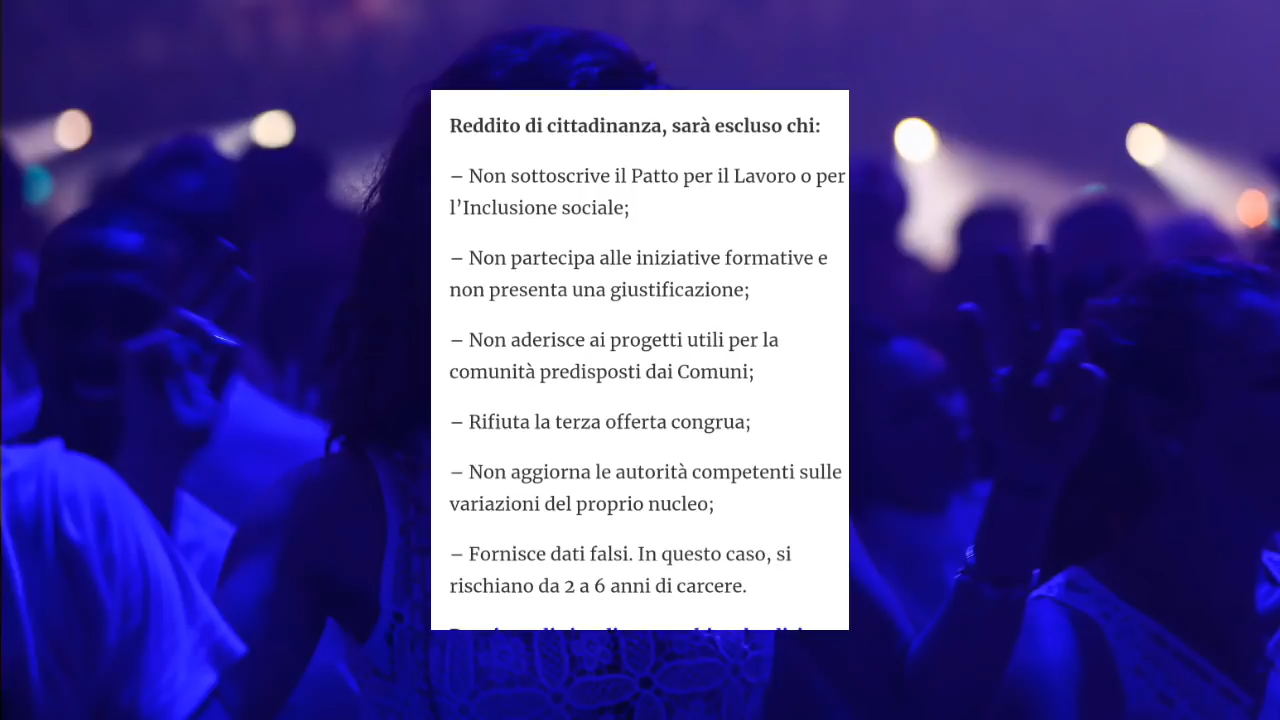 Reddito di cittadinanza, sarà escluso chi:
– Non sottoscrive il Patto per il Lavoro o per
l’Inclusione sociale;
– Non partecipa alle iniziative formative e
non presenta una giustificazione;
– Non aderisce ai progetti utili per la
comunità predisposti dai Comuni;
– Rifiuta la terza offerta congrua;
– Non aggiorna le autorità competenti sulle
variazioni del proprio nucleo;
– Fornisce dati falsi. In questo caso, si
rischiano da 2 a 6 anni di carcere.